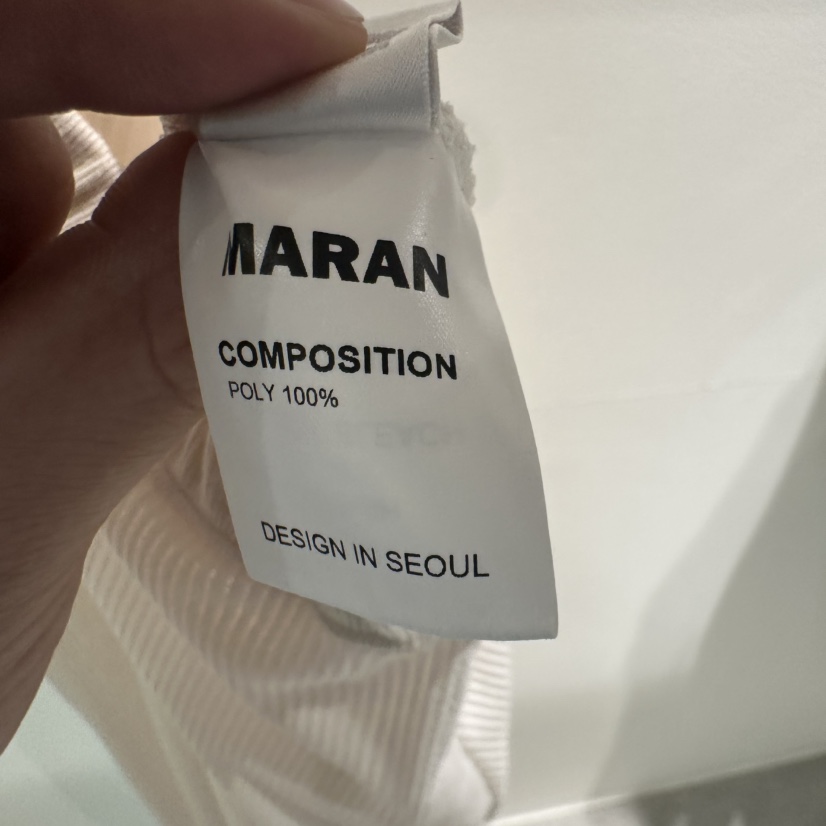 MARAN
COMPOSITION
POLY 100%
DESIGN IN SEOUL